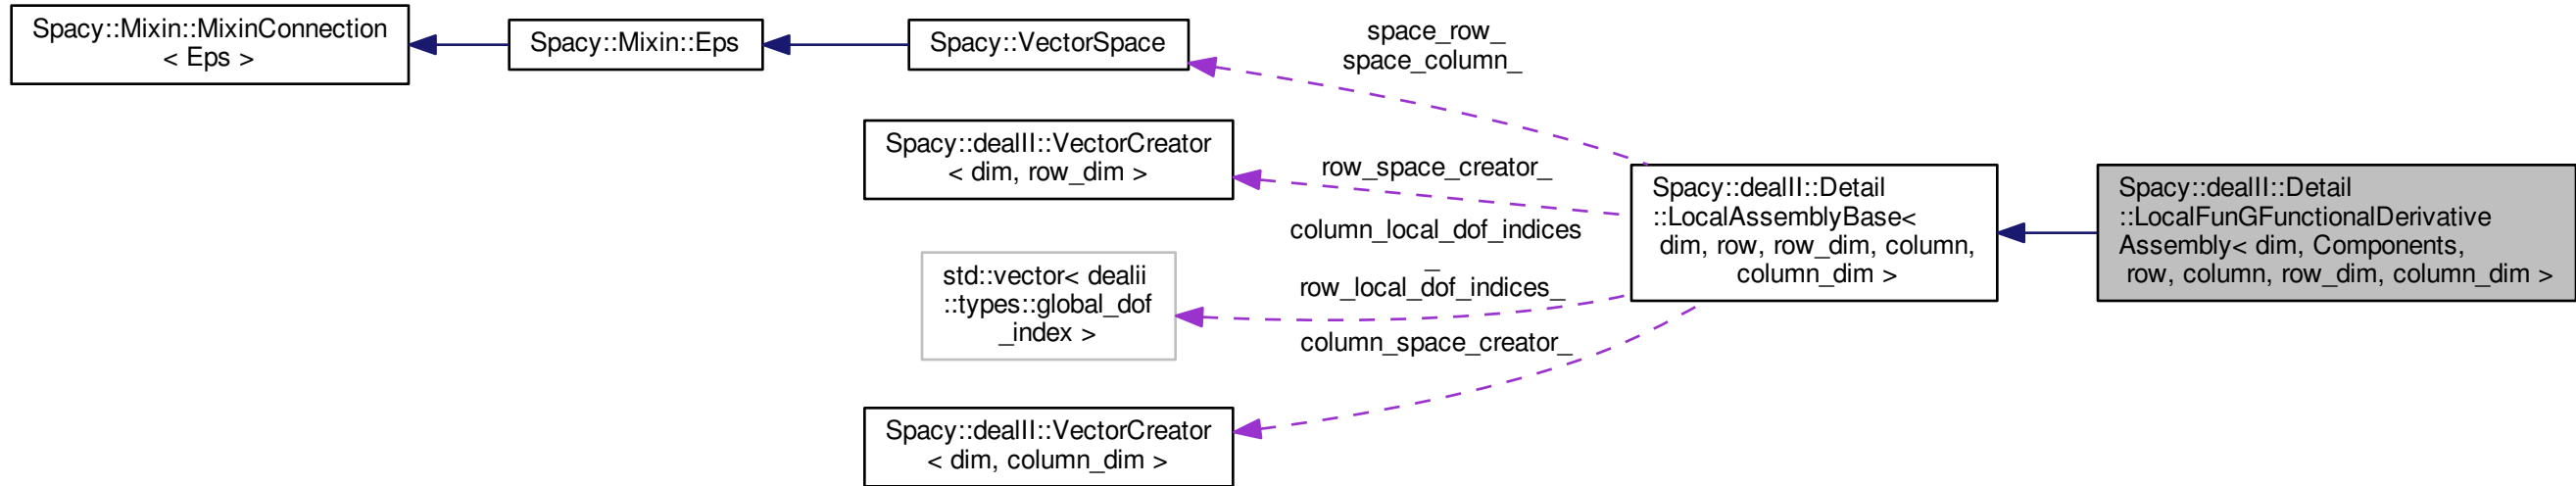 Spacy::Mixin::MixinConnection
< Eps >
Spacy::Mixin::Eps
Spacy::VectorSpace
space_row_
space_column_
Spacy::dealII::VectorCreator
< dim, row_dim >
row_space_creator_
column_local_dof_indices
_
row_local_dof_indices_
std::vector< dealii
::types::global_dof
_index >
column_space_creator_
Spacy::dealII::VectorCreator
< dim, column_dim >
Spacy::dealII::Detail
::LocalAssemblyBase<
dim, row, row_dim, column,
column_dim >
Spacy::dealII::Detail
::LocalFunGFunctionalDerivative
Assembly< dim, Components,
row, column, row_dim, column_dim >